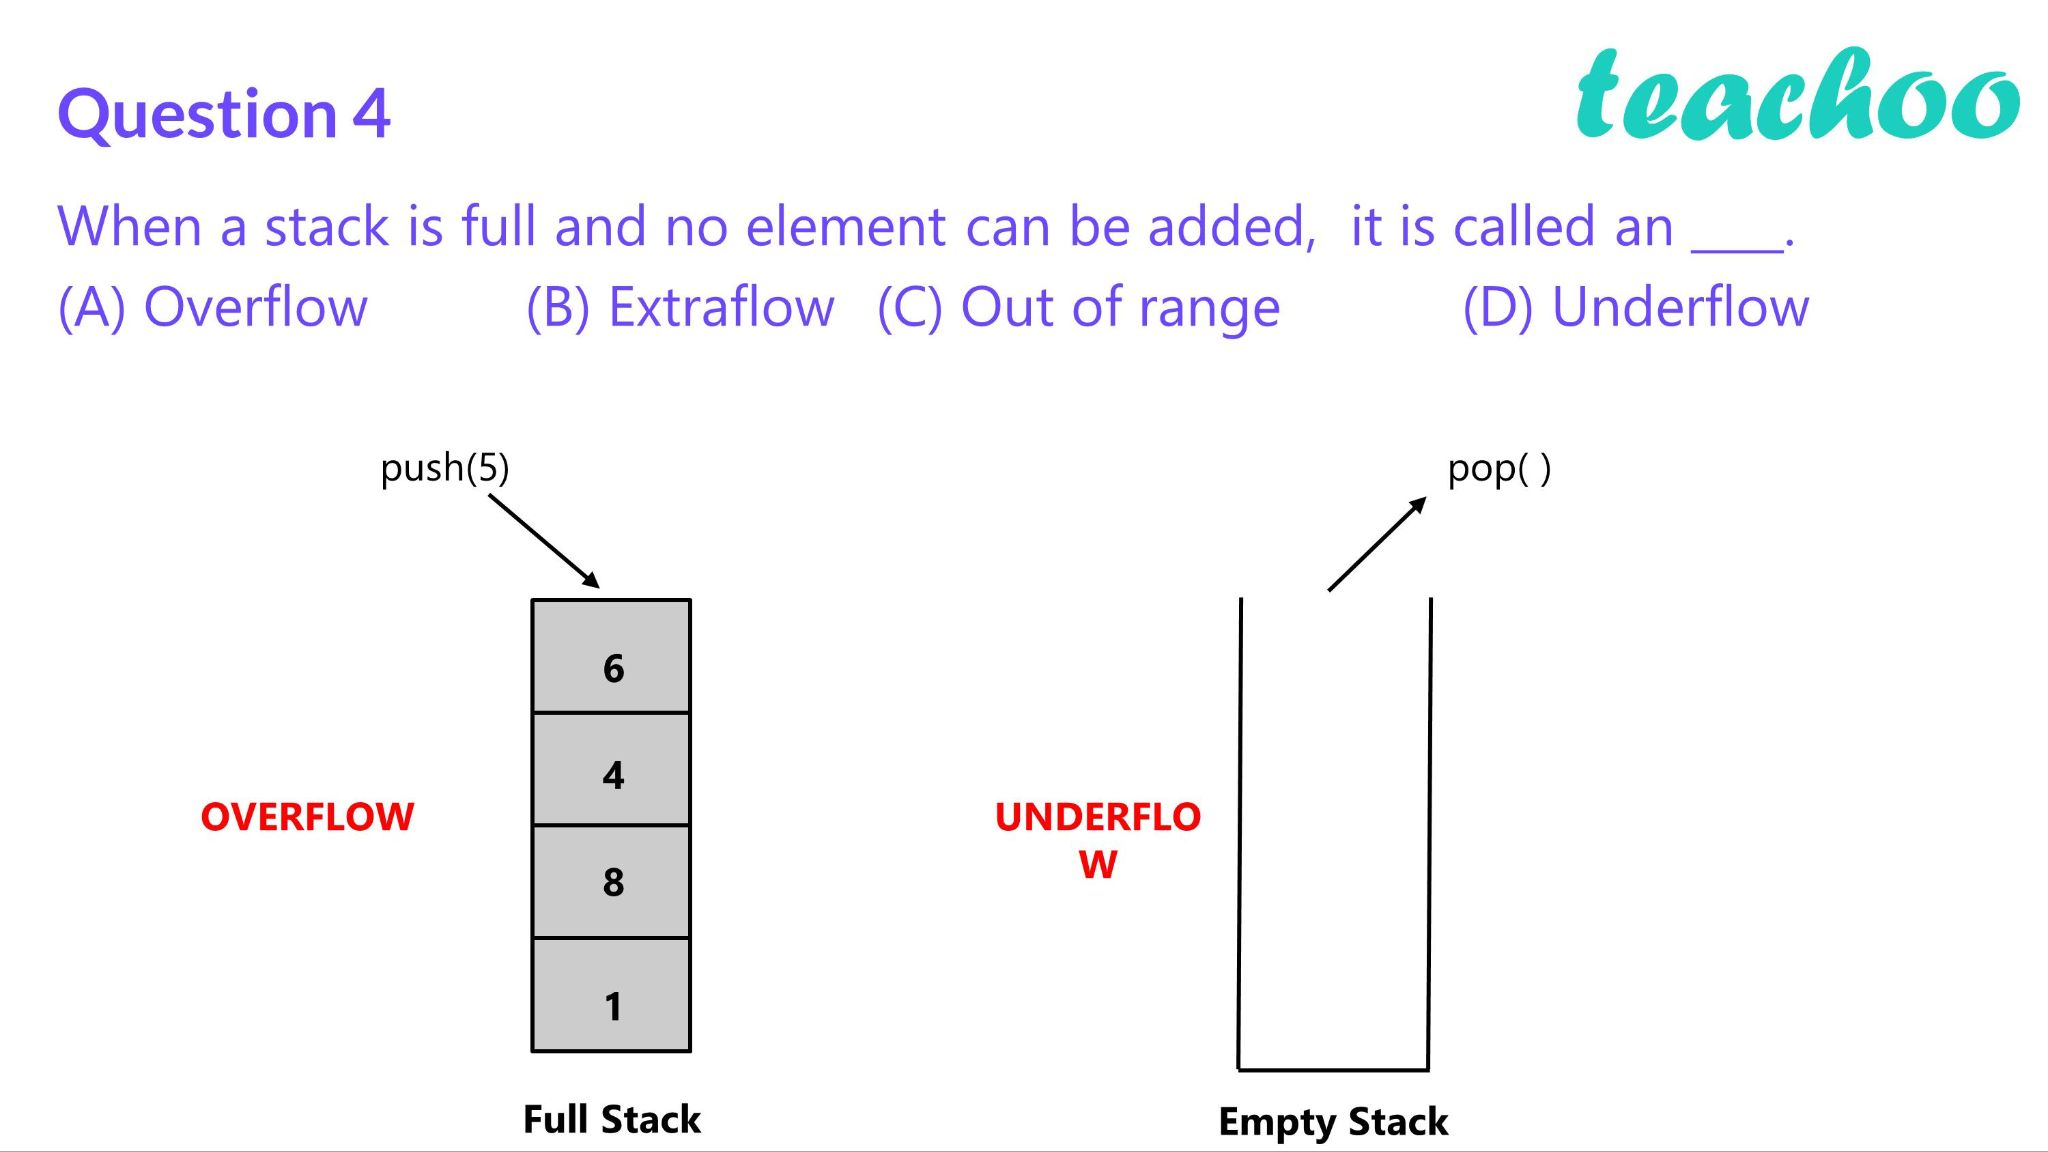 teachoo
Question 4
When a stack is full and no element can be added, it is called an ____.
(A) Overflow (B) Extraflow (C) Out of range (D) Underflow
push(5)
pop( )
6
4
OVERFLOW
UNDERFLO
W
8
1
Full Stack
Empty Stack